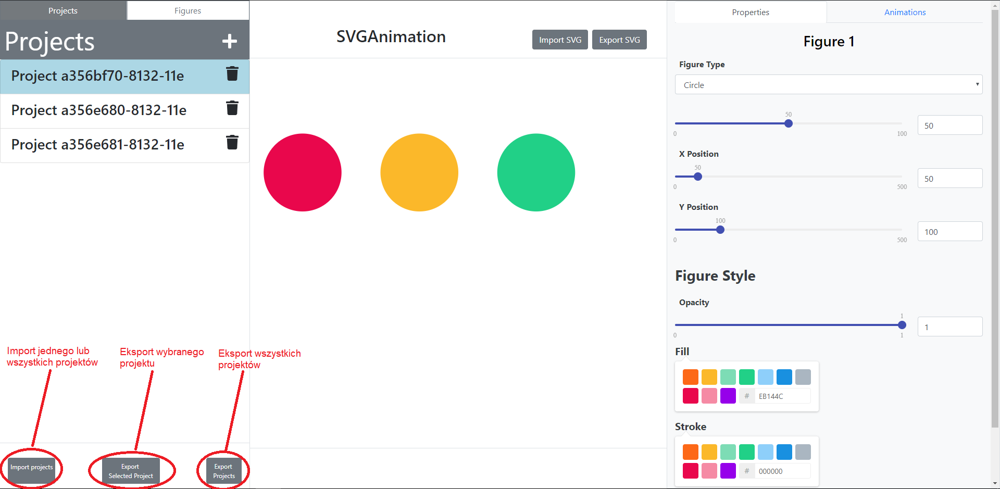 Projects
Figures
Projects
Project a356bf70-8132-11e
Project a356e680-8132-11e
Project a356e681-8132-11e
Import jednego lub
wszystkich projektów
Eksport wybranego
projektu
Eksport wszystkich
projektów
Import projects
Export
Selected Project
Export
Projects
SVGAnimation
Import SVG
Export SVG
Properties
Animations
Figure 1
Figure Type
Circle
50
0
100
50
X Position
50
0
500
50
Y Position
100
0
500
100
Figure Style
Opacity
1
0
1
1
Fill
# EB144C
Stroke
# 000000